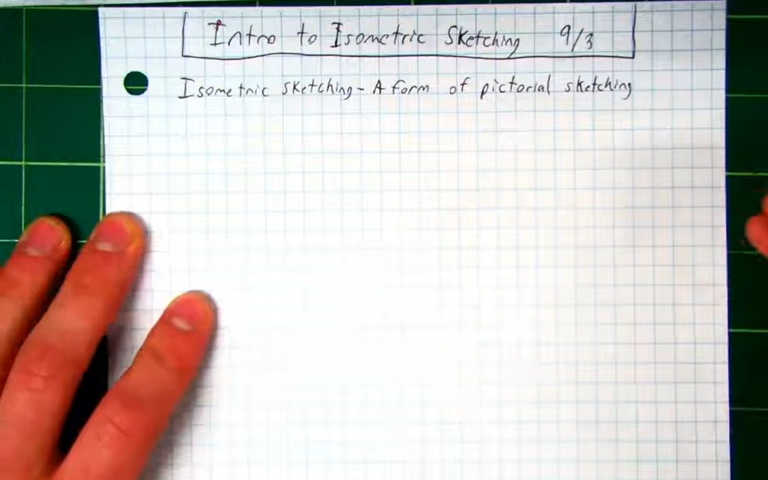 Intro to Isometric Sketching 9/3
Isometric sketching - A form of pictorial sketching